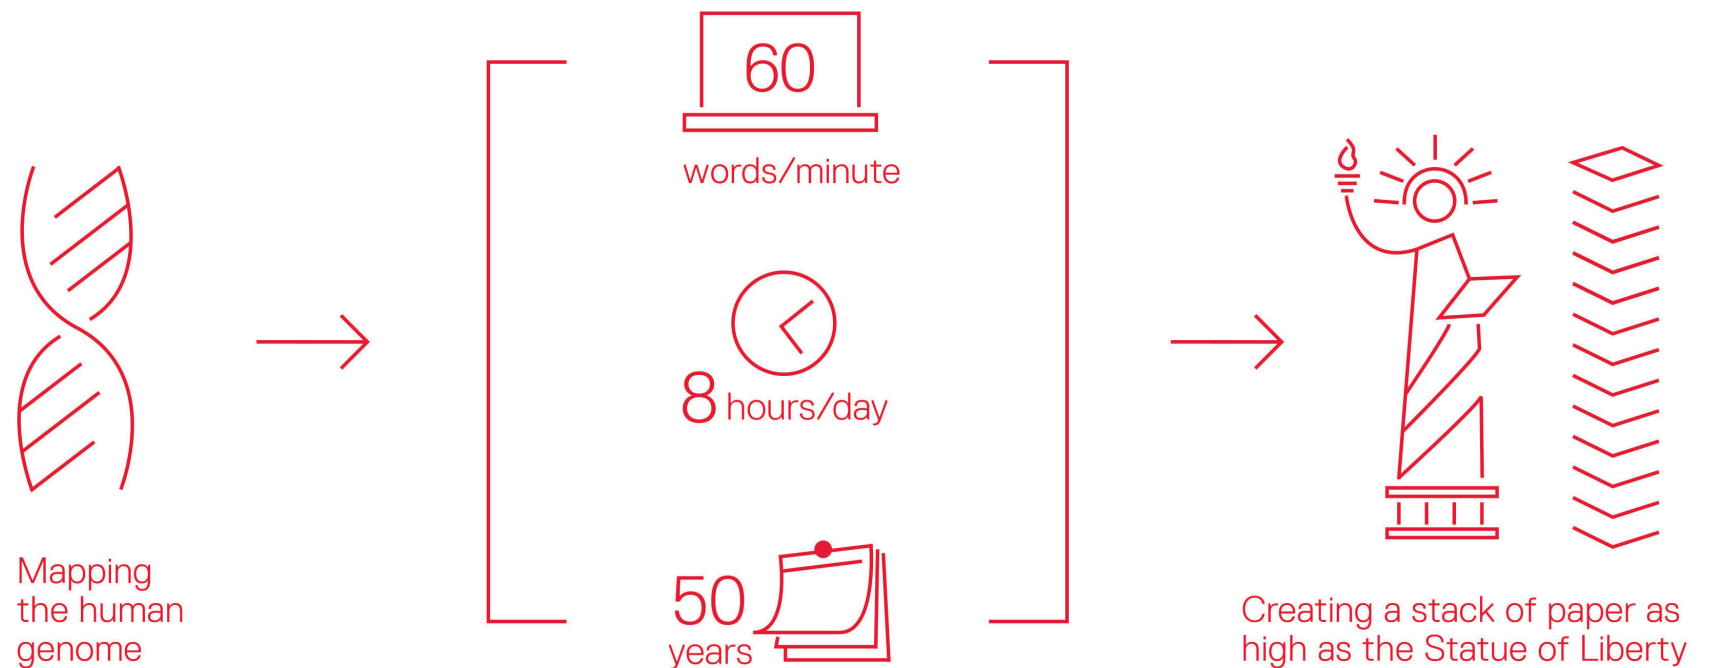 Mapping
the human
genome
60
words/minute
8 hours/day
50
years
Creating a stack of paper as
high as the Statue of Liberty